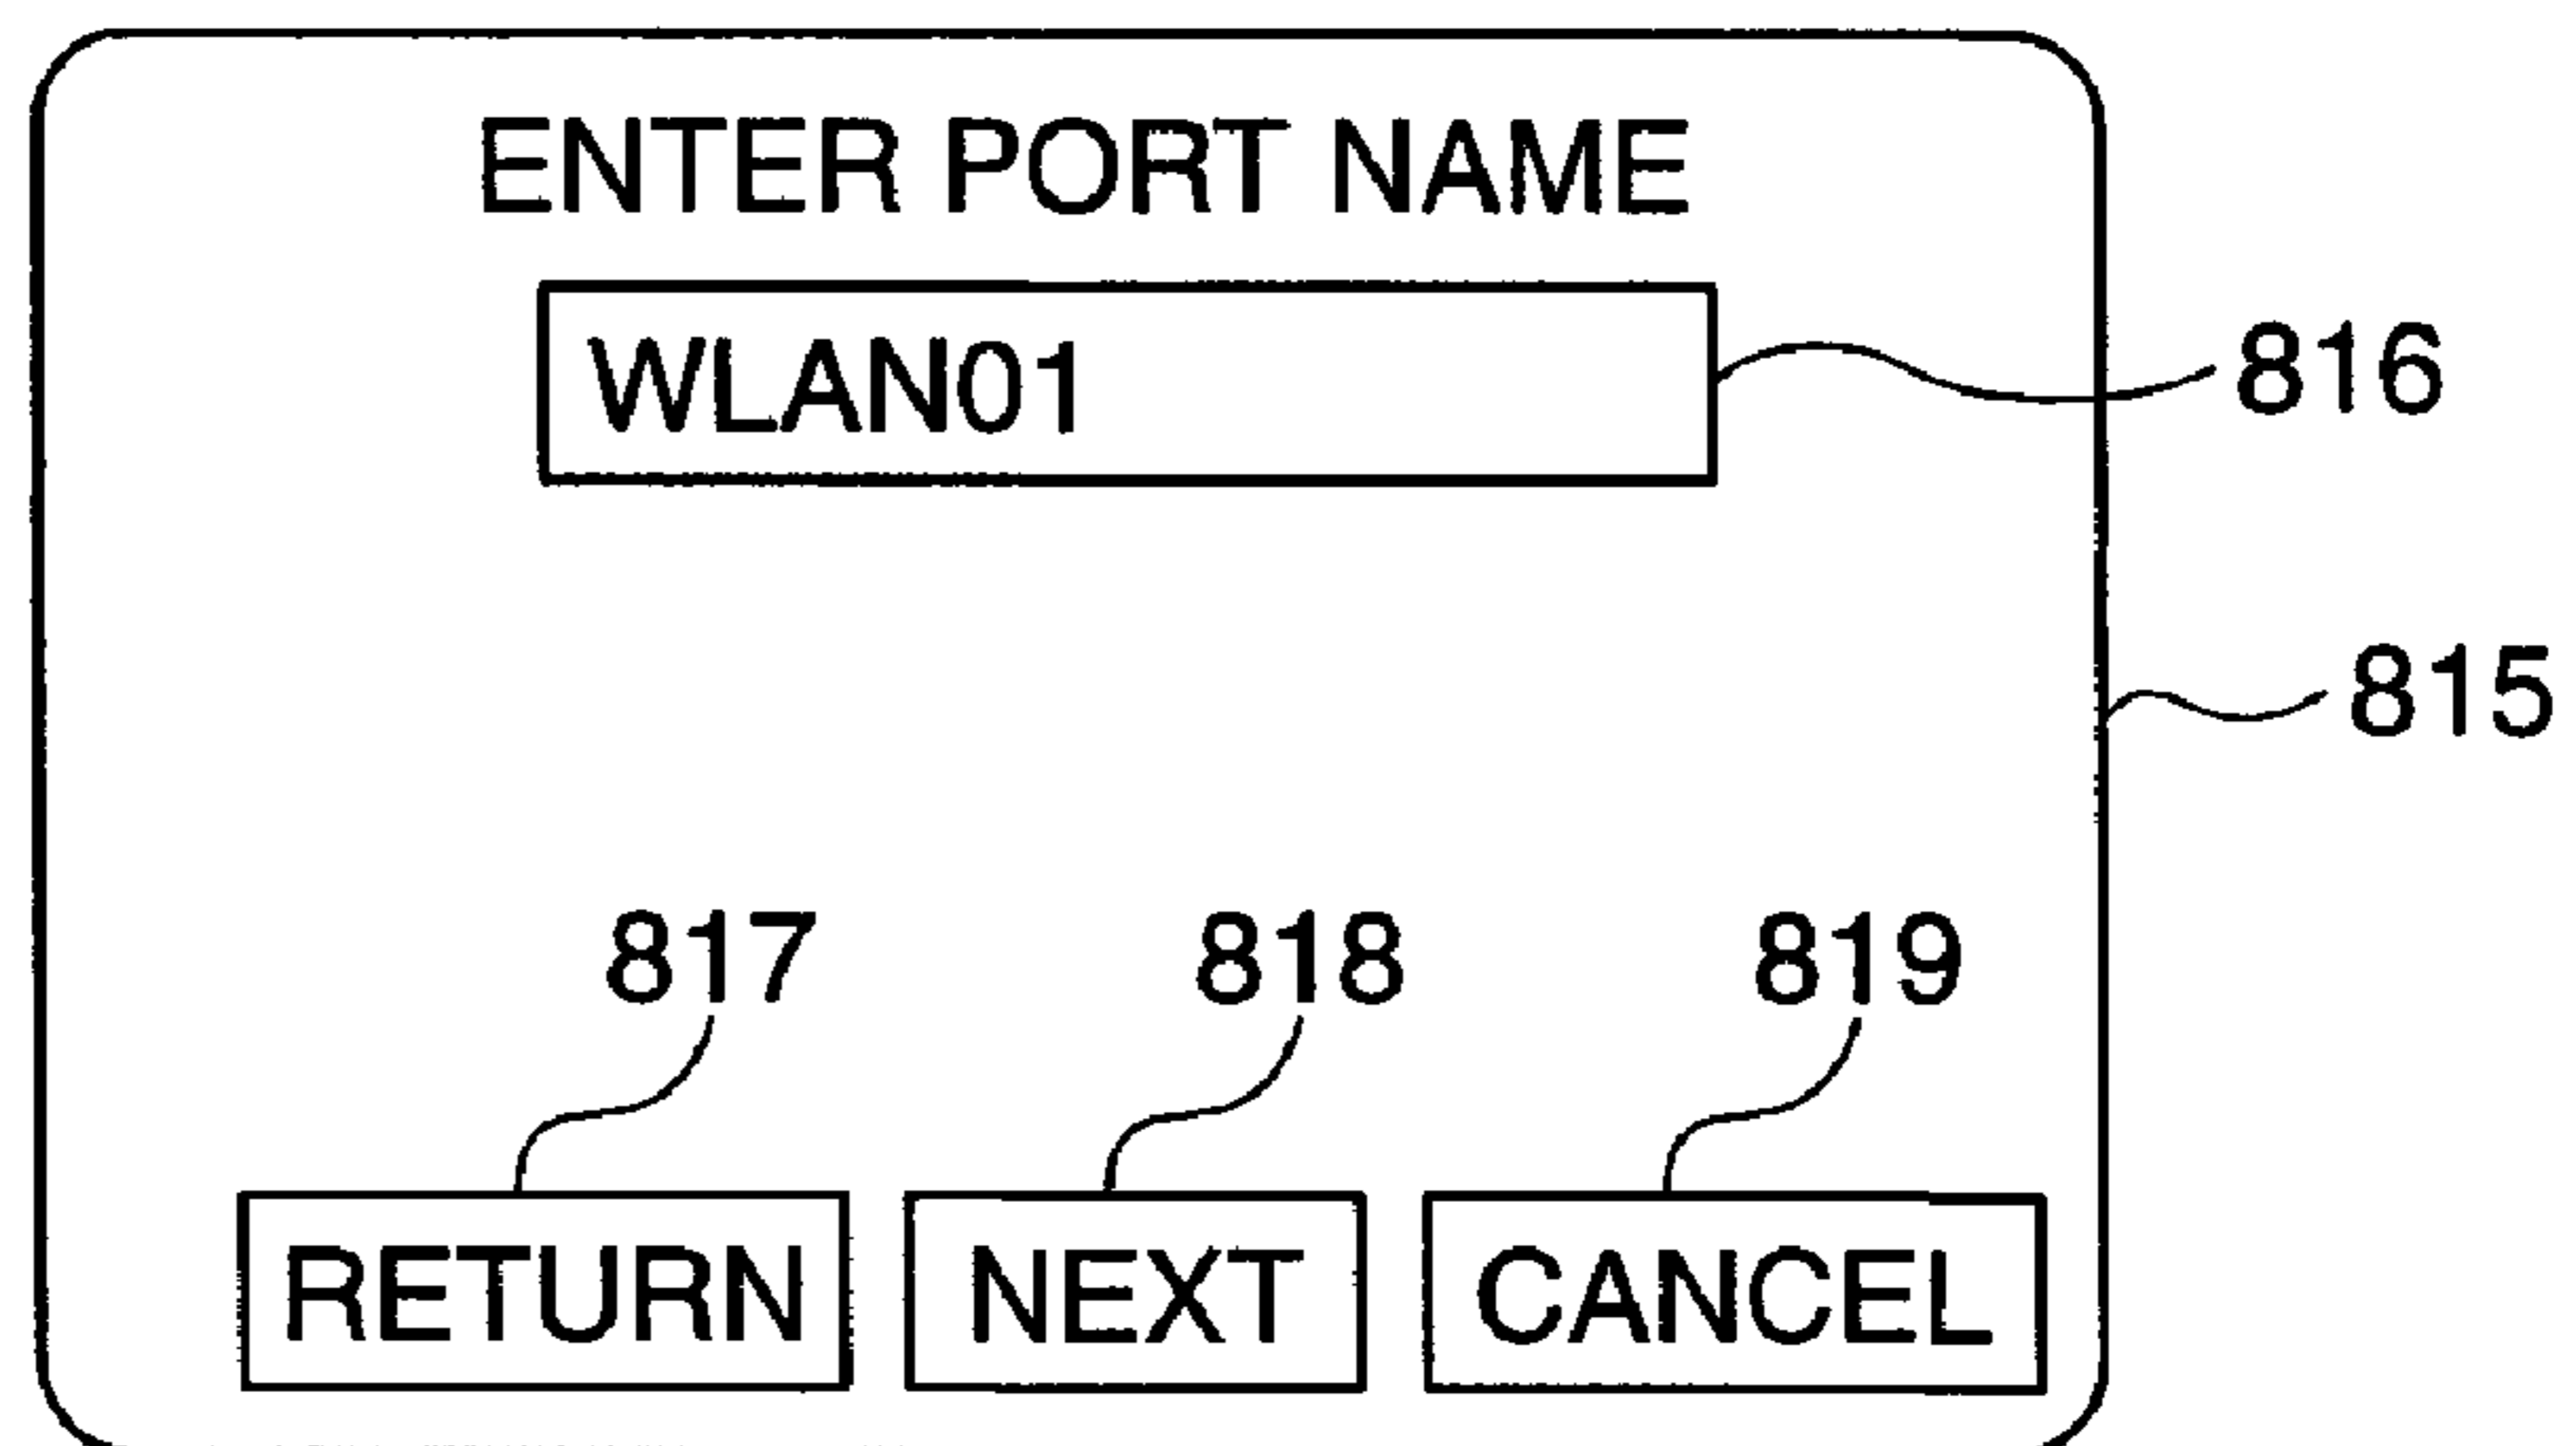 ENTER PORT NAME
WLAN01
816
815
817 818 819
RETURN NEXT CANCEL